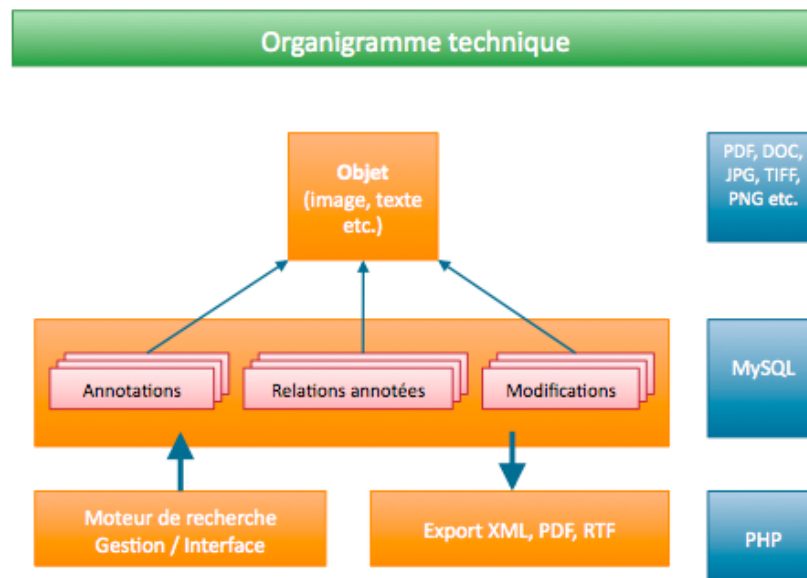 Organigramme technique
Objet
(image, texte
etc.)
PDF, DOC,
JPG, TIFF,
PNG etc.
Annotations
Relations annotées
Modifications
MySQL
Moteur de recherche
Gestion / Interface
Export XML, PDF, RTF
PHP